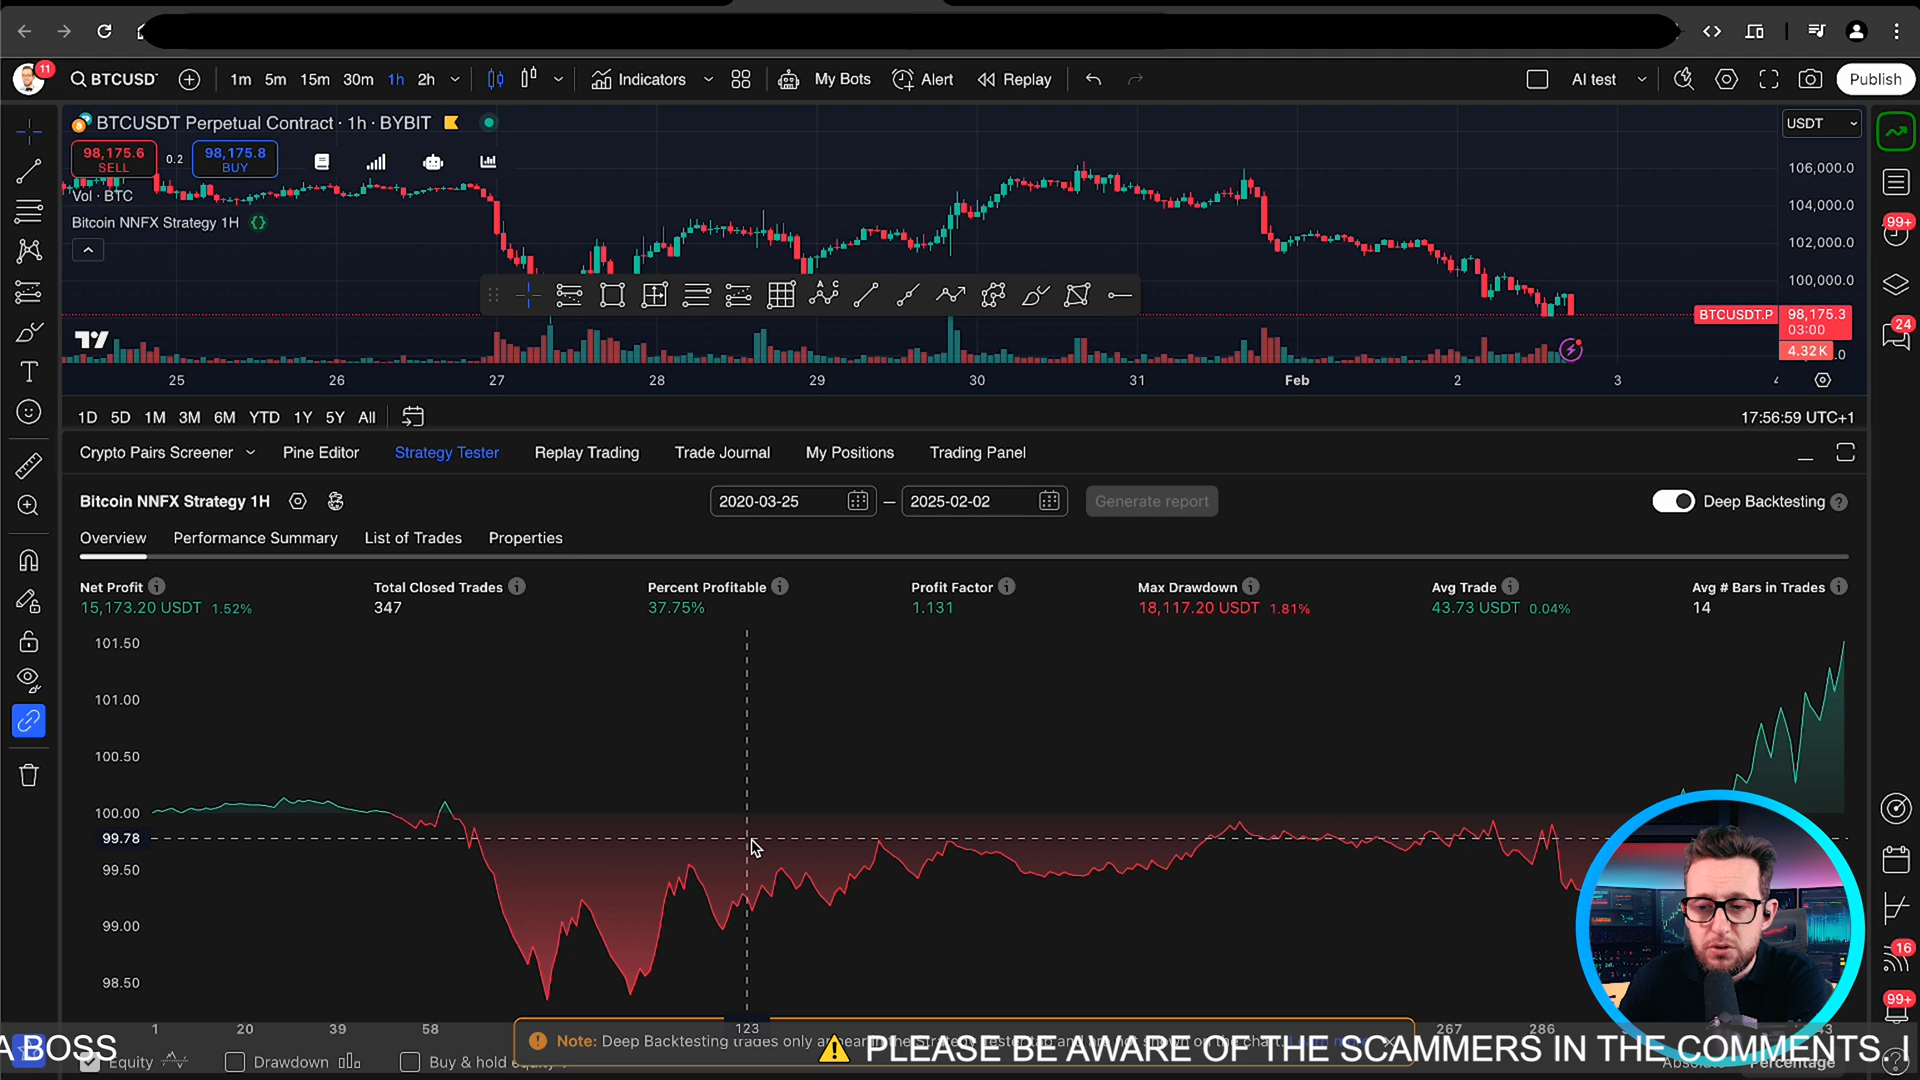 11
BTCUSDT
1m 5m 15m 30m 1h 2h
Indicators
My Bots
Alert
Replay
AI test
Publish
BTCUSDT Perpetual Contract · 1h · BYBIT
USDT
98,175.6
SELL
0.2
98,175.8
BUY
Vol · BTC
Bitcoin NNFX Strategy 1H
106,000.0
104,000.0
102,000.0
100,000.0
BTCUSDT.P 98,175.3
03:00
4.32K
25 26 27 28 29 30 31 Feb 2 3
99+
24
1D 5D 1M 3M 6M YTD 1Y 5Y All
17:56:59 UTC+1
Crypto Pairs Screener
Pine Editor
Strategy Tester
Replay Trading
Trade Journal
My Positions
Trading Panel
Bitcoin NNFX Strategy 1H
2020-03-25 — 2025-02-02
Generate report
Deep Backtesting
Overview
Performance Summary
List of Trades
Properties
Net Profit
15,173.20 USDT 1.52%
Total Closed Trades
347
Percent Profitable
37.75%
Profit Factor
1.131
Max Drawdown
18,117.20 USDT 1.81%
Avg Trade
43.73 USDT 0.04%
Avg # Bars in Trades
14
101.50
101.00
100.50
100.00
99.78
99.50
99.00
98.50
1 20 39 58 123 267 286
16
99+
Note: Deep Backtesting trades only
A BOSS
PLEASE BE AWARE OF THE SCAMMERS IN THE COMMENTS. I
Equity
Drawdown
Buy & hold equity
Percentage